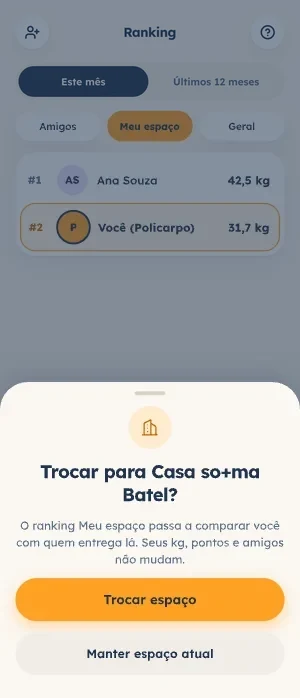 Ranking
Este mês
Últimos 12 meses
Amigos
Meu espaço
Geral
#1 AS Ana Souza 42,5 kg
#2 P Você (Policarpo) 31,7 kg
Trocar para Casa so+ma
Batel?
O ranking Meu espaço passa a comparar você
com quem entrega lá. Seus kg, pontos e amigos
não mudam.
Trocar espaço
Manter espaço atual